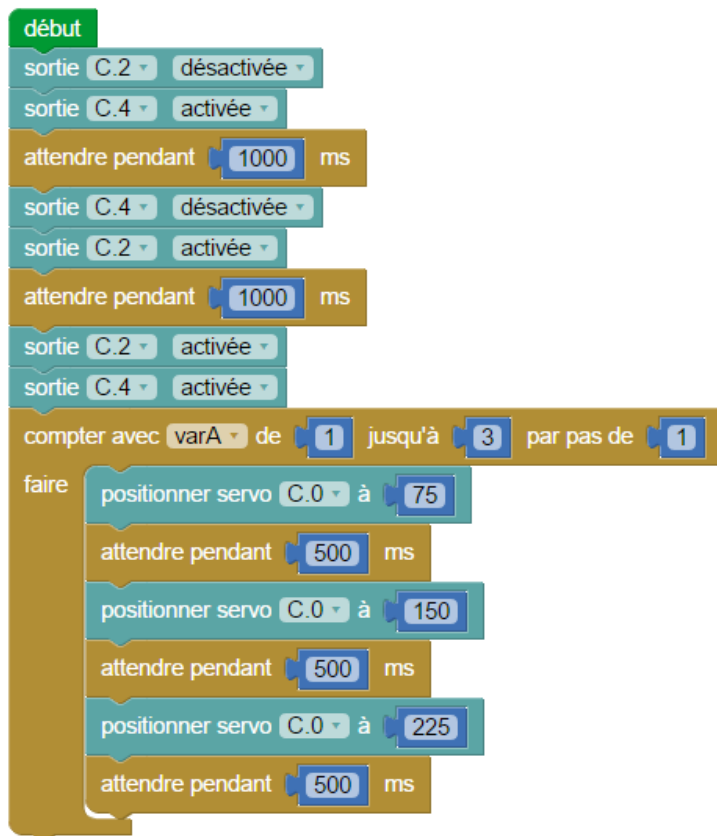 début
sortie C.2 désactivée
sortie C.4 activée
attendre pendant 1000 ms
sortie C.4 désactivée
sortie C.2 activée
attendre pendant 1000 ms
sortie C.2 activée
sortie C.4 activée
compter avec varA de 1 jusqu'à 3 par pas de 1
faire positionner servo C.0 à 75
attendre pendant 500 ms
positionner servo C.0 à 150
attendre pendant 500 ms
positionner servo C.0 à 225
attendre pendant 500 ms